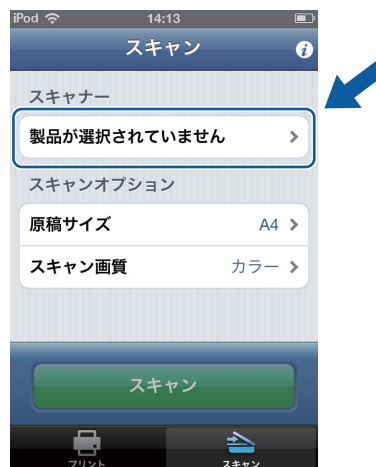 iPod 14:13
スキャン
スキャナー
製品が選択されていません
スキャンオプション
原稿サイズ A4
スキャン画質 カラー
スキャン
プリント スキャン